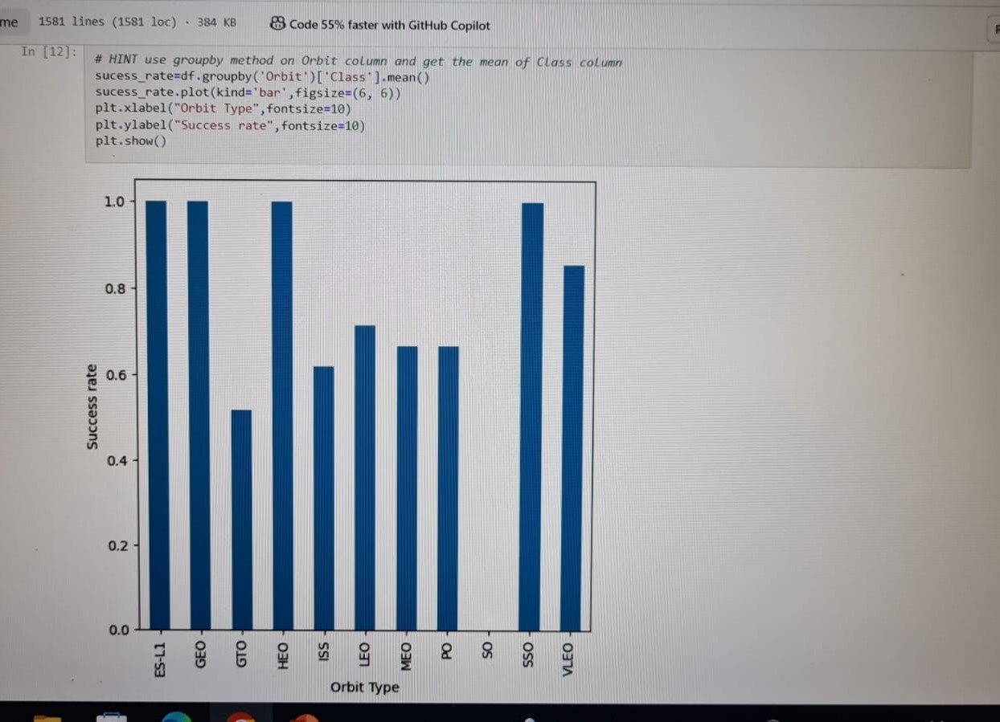 me
1581 lines (1581 loc) · 384 KB
Code 55% faster with GitHub Copilot
In [12]:
# HINT use groupby method on Orbit column and get the mean of Class column
sucess_rate=df.groupby('Orbit')['Class'].mean()
sucess_rate.plot(kind='bar',figsize=(6, 6))
plt.xlabel("Orbit Type",fontsize=10)
plt.ylabel("Success rate",fontsize=10)
plt.show()
1.0
0.8
0.6
0.4
0.2
0.0
Success rate
ES-L1
GEO
GTO
HEO
ISS
LEO
MEO
PO
SO
SSO
VLEO
Orbit Type